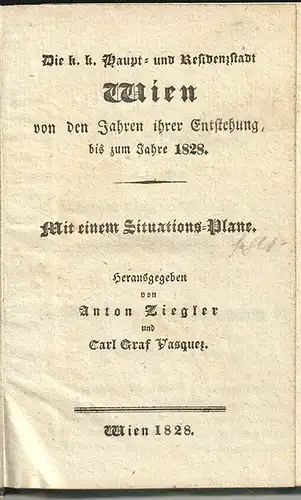 Die k. k. Haupt- und Residenzstadt
Wien
von den Jahren ihrer Entstehung,
bis zum Jahre 1828.
Mit einem Situations-Plane.
Herausgegeben
von
Anton Ziegler
und
Carl Graf Vasquez.
Wien 1828.